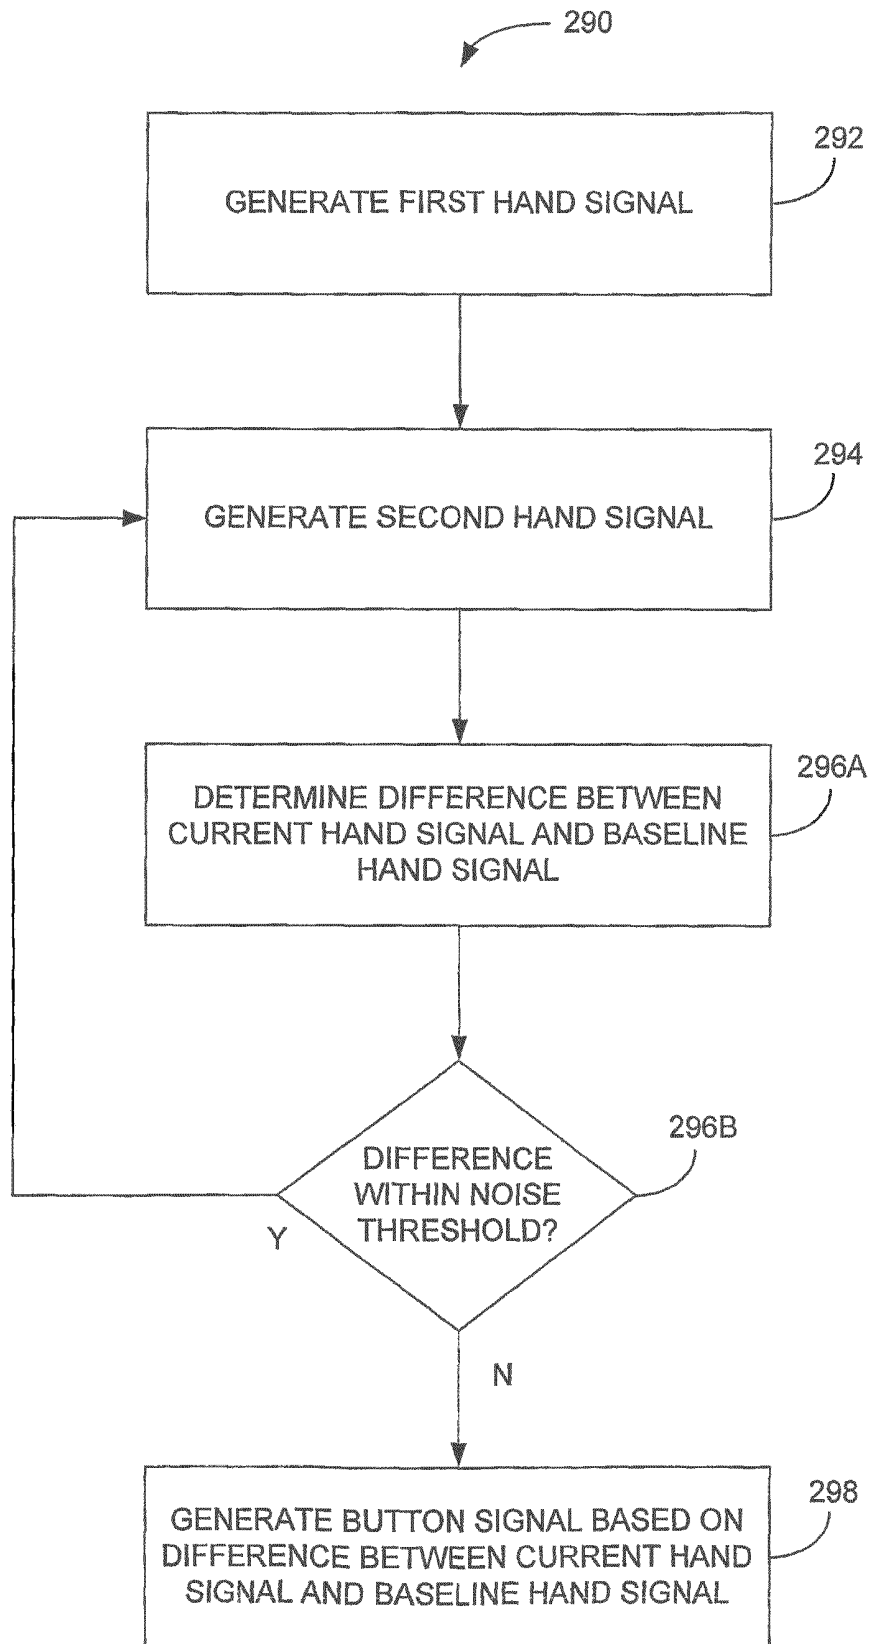 290
292
GENERATE FIRST HAND SIGNAL
294
GENERATE SECOND HAND SIGNAL
296A
DETERMINE DIFFERENCE BETWEEN
CURRENT HAND SIGNAL AND BASELINE
HAND SIGNAL
296B
DIFFERENCE
WITHIN NOISE
THRESHOLD?
Y
N
298
GENERATE BUTTON SIGNAL BASED ON
DIFFERENCE BETWEEN CURRENT HAND
SIGNAL AND BASELINE HAND SIGNAL